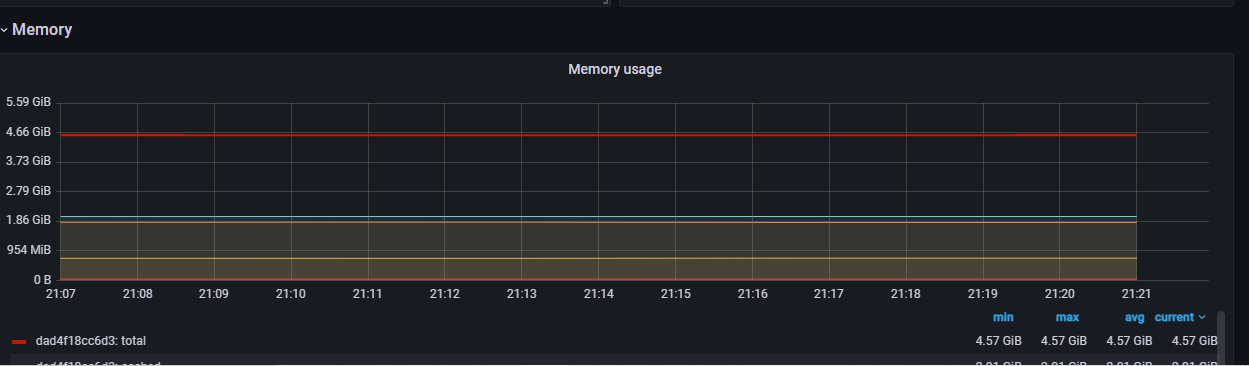 Memory
Memory usage
5.59 GiB
4.66 GiB
3.73 GiB
2.79 GiB
1.86 GiB
954 MiB
0 B
21:07 21:08 21:09 21:10 21:11 21:12 21:13 21:14 21:15 21:16 21:17 21:18 21:19 21:20 21:21
min max avg current
dad4f18cc6d3: total 4.57 GiB 4.57 GiB 4.57 GiB 4.57 GiB